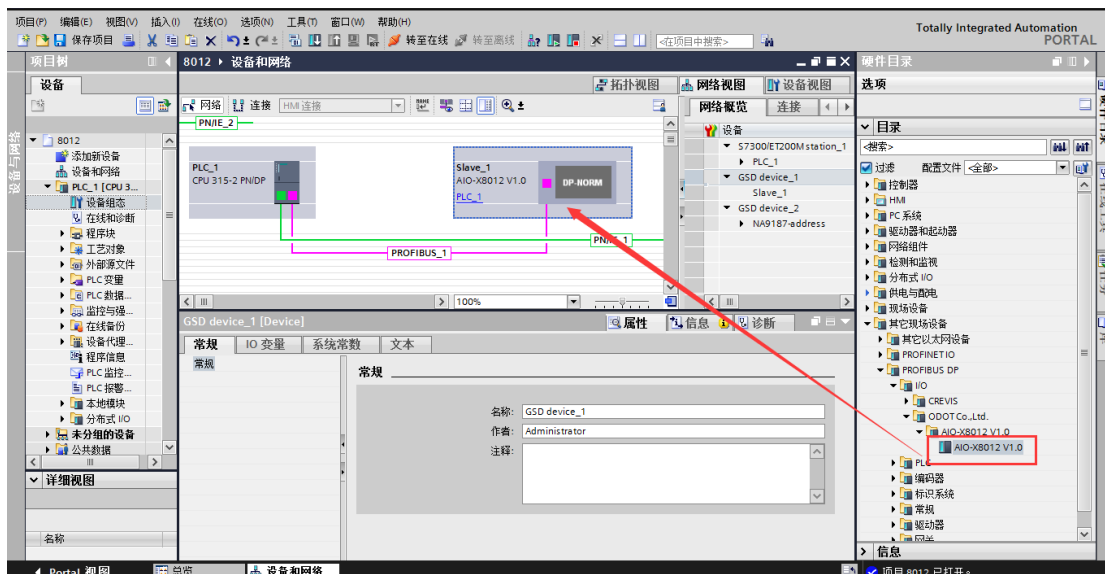 项目(P) 编辑(E) 视图(V) 插入(I) 在线(O) 选项(N) 工具(T) 窗口(W) 帮助(H)
Totally Integrated Automation
PORTAL
保存项目 转至在线 转至离线 <在项目中搜索>
项目树
8012 ▸ 设备和网络
硬件目录
设备
拓扑视图 网络视图 设备视图
选项
网络 连接 HMI 连接
网络概览 连接
PN/IE_2
设备
目录
8012
添加新设备
设备和网络
PLC_1 [CPU 3...
设备组态
在线和诊断
程序块
工艺对象
外部源文件
PLC 变量
PLC 数据...
监控与强...
在线备份
设备代理...
程序信息
PLC 监控...
PLC 报警...
本地模块
分布式 I/O
未分组的设备
公共数据
详细视图
名称
设备与网络
PLC_1
CPU 315-2 PN/DP
Slave_1
AIO-X8012 V1.0
PLC_1
DP-NORM
PROFIBUS_1
100%
S7300/ET200M station_1
PLC_1
GSD device_1
Slave_1
GSD device_2
NA9187-address
GSD device_1 [Device]
属性 信息 诊断
常规 IO 变量 系统常数 文本
常规
常规
名称: GSD device_1
作者: Administrator
注释:
<搜索>
过滤 配置文件 <全部>
控制器
HMI
PC 系统
驱动器和起动器
网络组件
检测和监视
分布式 I/O
供电与配电
现场设备
其它现场设备
其它以太网设备
PROFINET IO
PROFIBUS DP
I/O
CREVIS
ODOT Co.,Ltd.
AIO-X8012 V1.0
AIO-X8012 V1.0
编码器
标识系统
常规
驱动器
网关
信息
Portal 视图 总览 设备和网络
项目 8012 已打开。